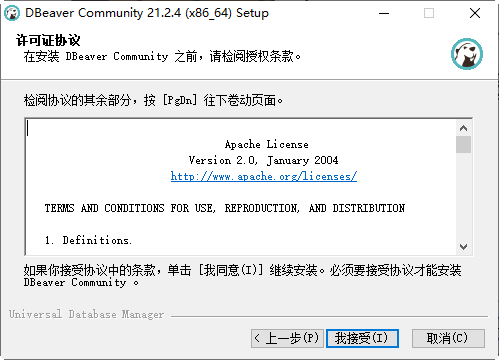 DBeaver Community 21.2.4 (x86_64) Setup
许可证协议
在安装 DBeaver Community 之前，请检阅授权条款。
检阅协议的其余部分，按 [PgDn] 往下卷动页面。
Apache License
Version 2.0, January 2004
http://www.apache.org/licenses/
TERMS AND CONDITIONS FOR USE, REPRODUCTION, AND DISTRIBUTION
1. Definitions.
如果你接受协议中的条款，单击 [我同意(I)] 继续安装。必须要接受协议才能安装
DBeaver Community 。
Universal Database Manager
< 上一步(P) 我接受(I) 取消(C)